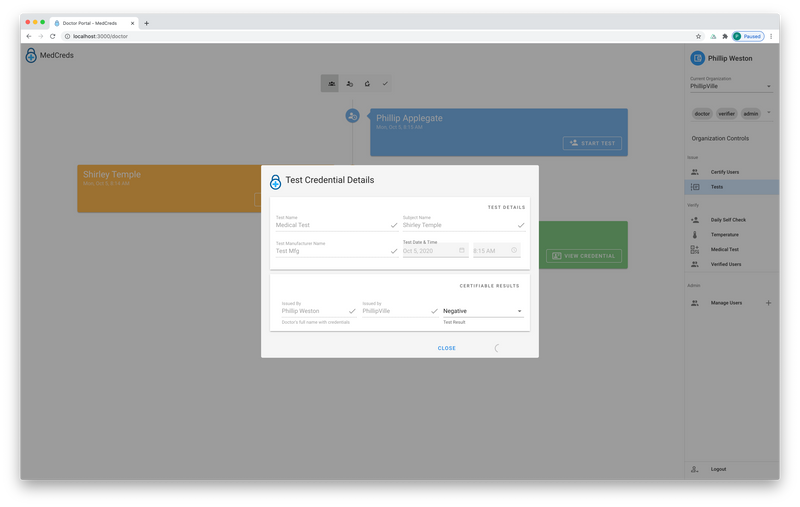 Doctor Portal – MedCreds
localhost:3000/doctor
Paused
MedCreds
Phillip Applegate
Mon, Oct 5, 8:15 AM
START TEST
Shirley Temple
Mon, Oct 5, 8:14 AM
VIEW CREDENTIAL
Test Credential Details
TEST DETAILS
Test Name
Medical Test
Subject Name
Shirley Temple
Test Manufacturer Name
Test Mfg
Test Date & Time
Oct 5, 2020
8:15 AM
CERTIFIABLE RESULTS
Issued By
Phillip Weston
Doctor's full name with credentials
Issued by
PhillipVille
Negative
Test Result
CLOSE
Phillip Weston
Current Organization
PhillipVille
doctor verifier admin
Organization Controls
Issue
Certify Users
Tests
Verify
Daily Self Check
Temperature
Medical Test
Verified Users
Admin
Manage Users
Logout